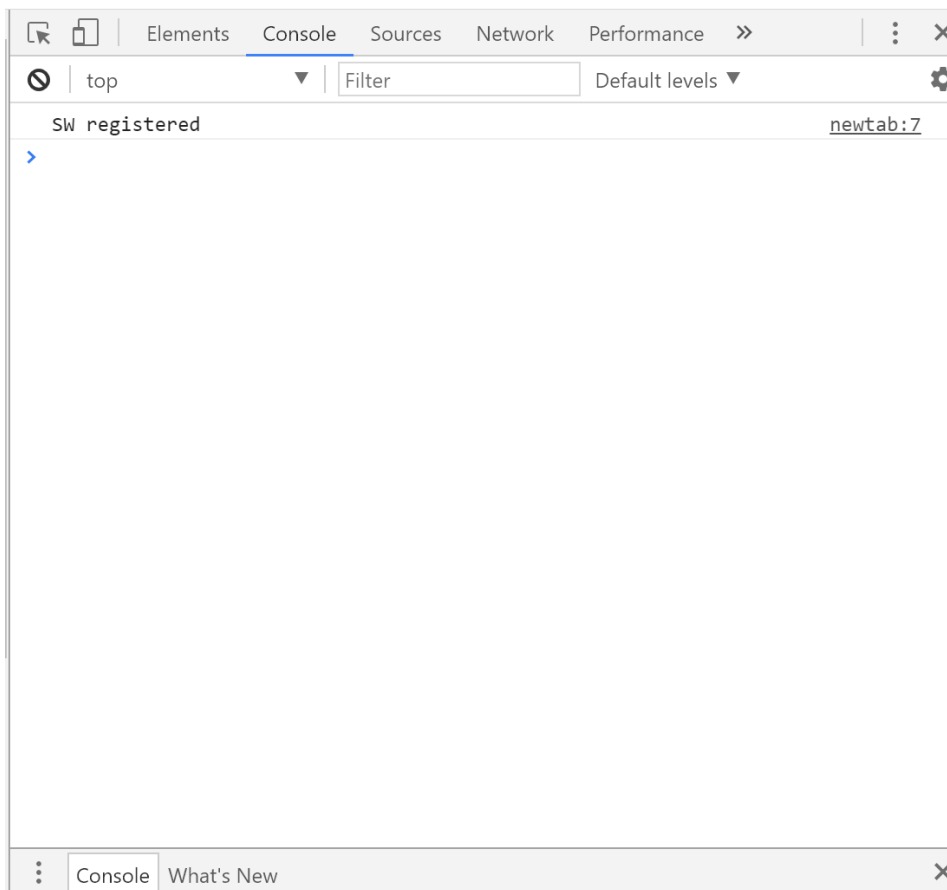 Elements Console Sources Network Performance
top Filter Default levels
SW registered newtab:7
Console What's New